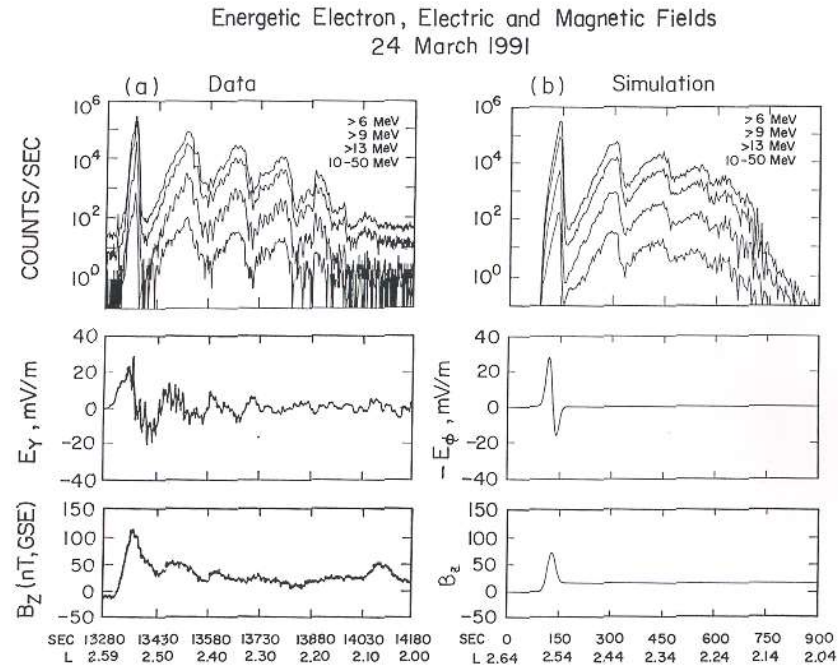 Energetic Electron, Electric and Magnetic Fields
24 March 1991
(a) Data
(b) Simulation
COUNTS/SEC
10^6
10^4
10^2
10^0
>6 MeV
>9 MeV
>13 MeV
10-50 MeV
10^6
10^4
10^2
10^0
>6 MeV
>9 MeV
>13 MeV
10-50 MeV
E_Y, mV/m
40
20
0
-20
-40
-E_ϕ, mV/m
40
20
0
-20
-40
B_Z (nT, GSE)
150
100
50
0
-50
B_z
150
100
50
0
-50
SEC 13280 13430 13580 13730 13880 14030 14180
L 2.59 2.50 2.40 2.30 2.20 2.10 2.00
SEC 0 150 300 450 600 750 900
L 2.64 2.54 2.44 2.34 2.24 2.14 2.04